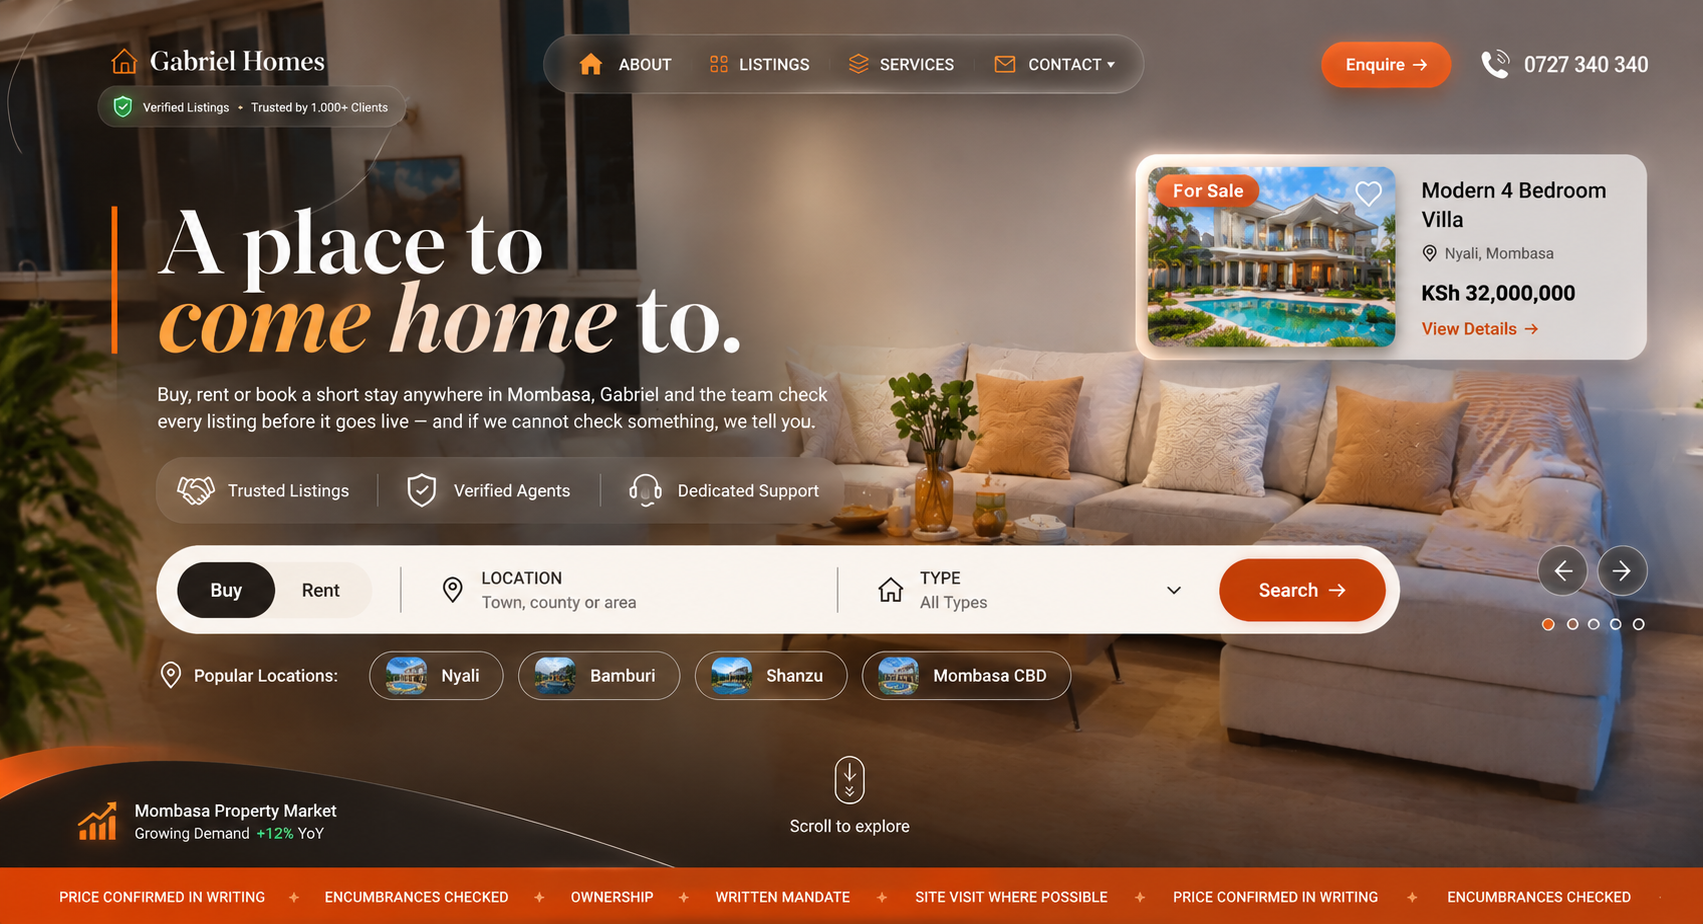 Gabriel Homes
ABOUT
LISTINGS
SERVICES
CONTACT
Enquire
0727 340 340
Verified Listings • Trusted by 1,000+ Clients
For Sale
Modern 4 Bedroom
Villa
Nyali, Mombasa
KSh 32,000,000
View Details
A place to
come home to.
Buy, rent or book a short stay anywhere in Mombasa, Gabriel and the team check
every listing before it goes live — and if we cannot check something, we tell you.
Trusted Listings
Verified Agents
Dedicated Support
Buy
Rent
LOCATION
Town, county or area
TYPE
All Types
Search
Popular Locations:
Nyali
Bamburi
Shanzu
Mombasa CBD
Scroll to explore
Mombasa Property Market
Growing Demand +12% YoY
PRICE CONFIRMED IN WRITING
ENCUMBRANCES CHECKED
OWNERSHIP
WRITTEN MANDATE
SITE VISIT WHERE POSSIBLE
PRICE CONFIRMED IN WRITING
ENCUMBRANCES CHECKED